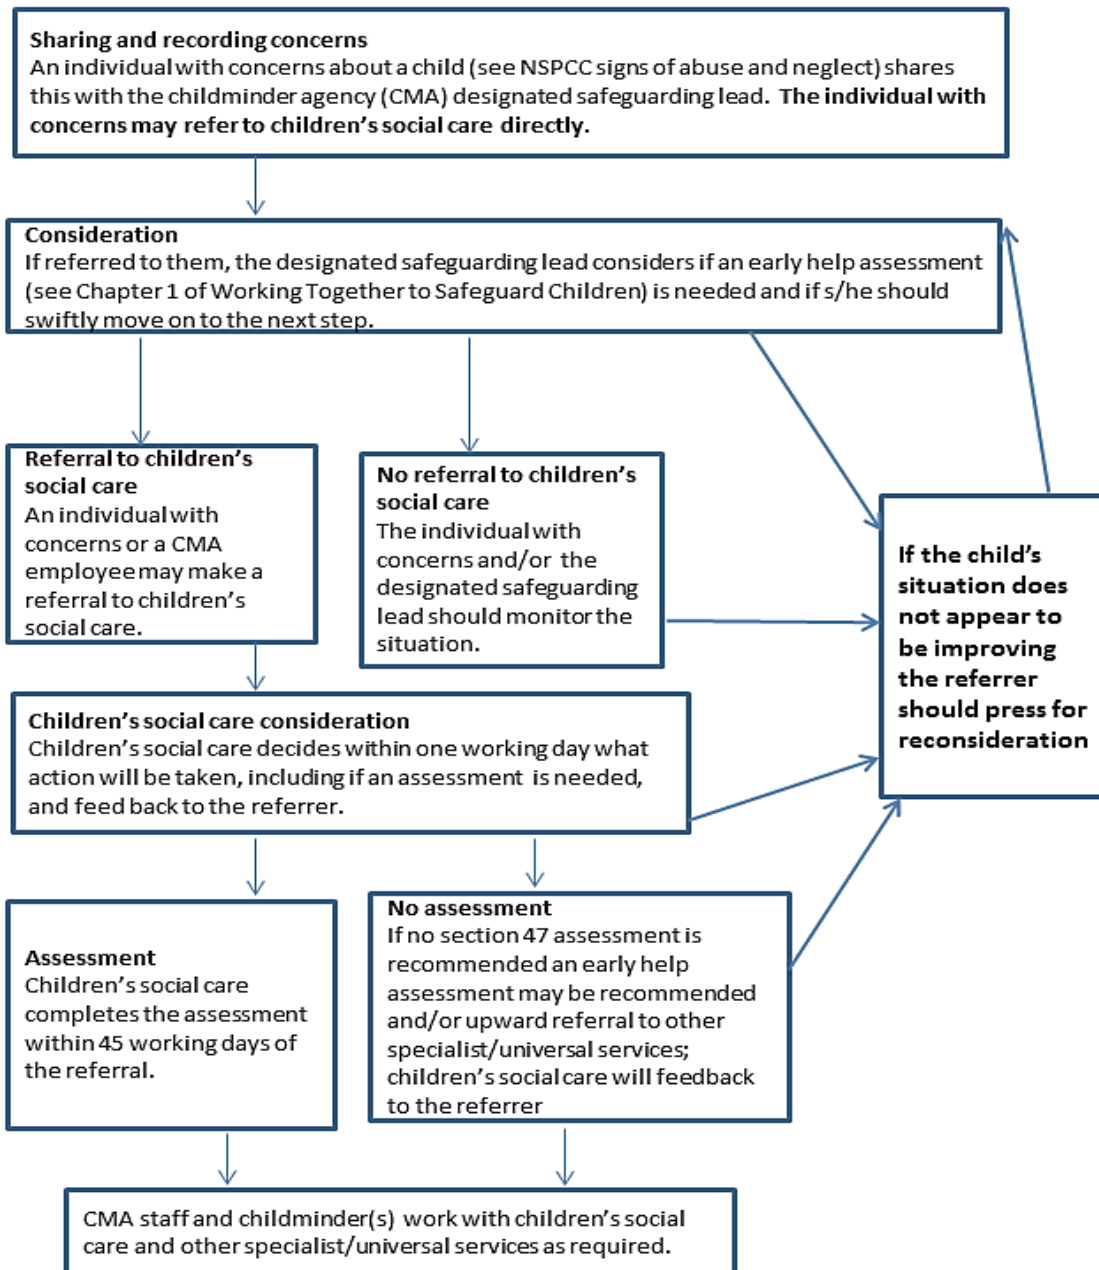 Sharing and recording concerns
An individual with concerns about a child (see NSPCC signs of abuse and neglect) shares
this with the childminder agency (CMA) designated safeguarding lead. The individual with
concerns may refer to children’s social care directly.
Consideration
If referred to them, the designated safeguarding lead considers if an early help assessment
(see Chapter 1 of Working Together to Safeguard Children) is needed and if s/he should
swiftly move on to the next step.
Referral to children’s
social care
An individual with
concerns or a CMA
employee may make a
referral to children’s
social care.
No referral to children’s
social care
The individual with
concerns and/or the
designated safeguarding
lead should monitor the
situation.
If the child’s
situation does
not appear to
be improving
the referrer
should press for
reconsideration
Children’s social care consideration
Children’s social care decides within one working day what
action will be taken, including if an assessment is needed,
and feed back to the referrer.
Assessment
Children’s social care
completes the assessment
within 45 working days of
the referral.
No assessment
If no section 47 assessment is
recommended an early help
assessment may be recommended
and/or upward referral to other
specialist/universal services;
children’s social care will feedback
to the referrer
CMA staff and childminder(s) work with children’s social
care and other specialist/universal services as required.